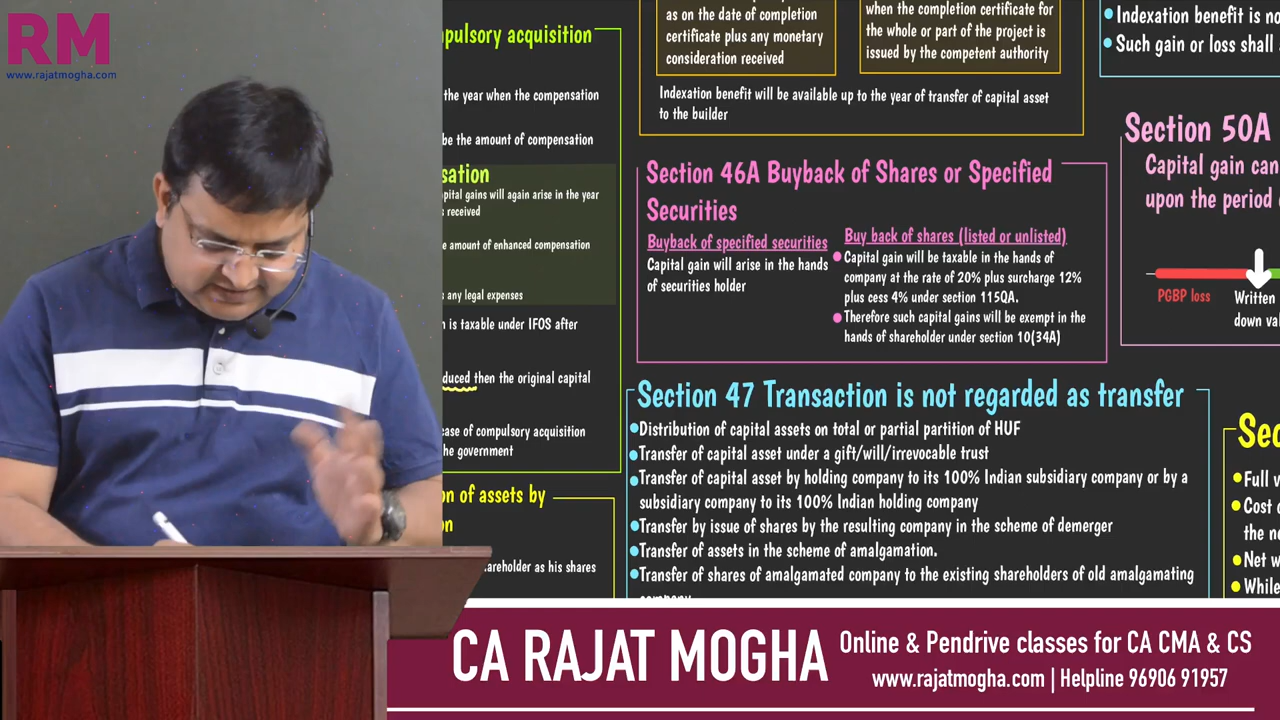 RM
www.rajatmogha.com
acquisition
the year when the compensation
be the amount of compensation
gains will again arise in the year
received
amount of enhanced compensation
any legal expenses
is taxable under IFOS after
then the original capital
of compulsory acquisition
government
of assets by
as his shares
as on the date of completion
certificate plus any monetary
consideration received
when the completion certificate for
the whole or part of the project is
issued by the competent authority
Indexation benefit will be available up to the year of transfer of capital asset
to the builder
Section 46A Buyback of Shares or Specified
Securities
Buyback of specified securities
Capital gain will arise in the hands
of securities holder
Buy back of shares (listed or unlisted)
Capital gain will be taxable in the hands of
company at the rate of 20% plus surcharge 12%
plus cess 4% under section 115QA.
Therefore such capital gains will be exempt in the
hands of shareholder under section 10(34A)
Section 47 Transaction is not regarded as transfer
Distribution of capital assets on total or partial partition of HUF
Transfer of capital asset under a gift/will/irrevocable trust
Transfer of capital asset by holding company to its 100% Indian subsidiary company or by a
subsidiary company to its 100% Indian holding company
Transfer by issue of shares by the resulting company in the scheme of demerger
Transfer of assets in the scheme of amalgamation.
Transfer of shares of amalgamated company to the existing shareholders of old amalgamating
Indexation benefit is
Such gain or loss shall
Section 50A
Capital gain
upon the period
PGBP loss
Written
down
Full
Cost
the
Net
While
CA RAJAT MOGHA
Online & Pendrive classes for CA CMA & CS
www.rajatmogha.com | Helpline 96906 91957